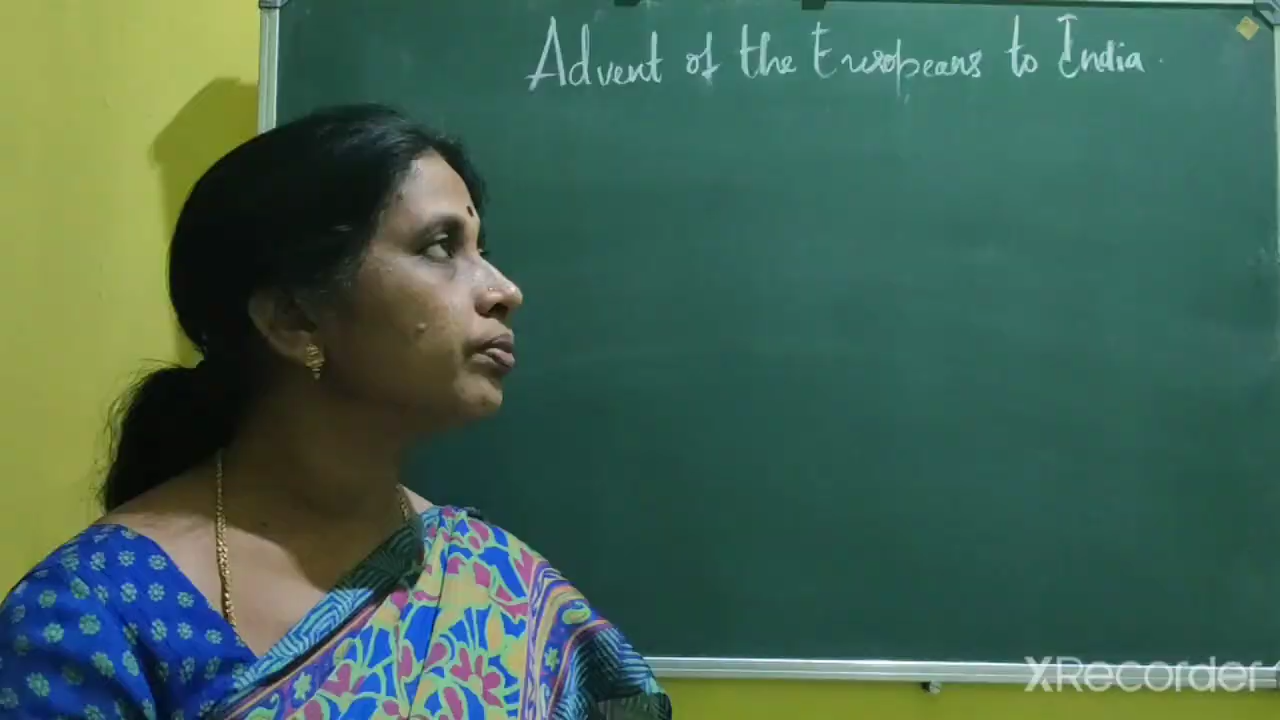 Advent of the Europeans to India.
XRecorder